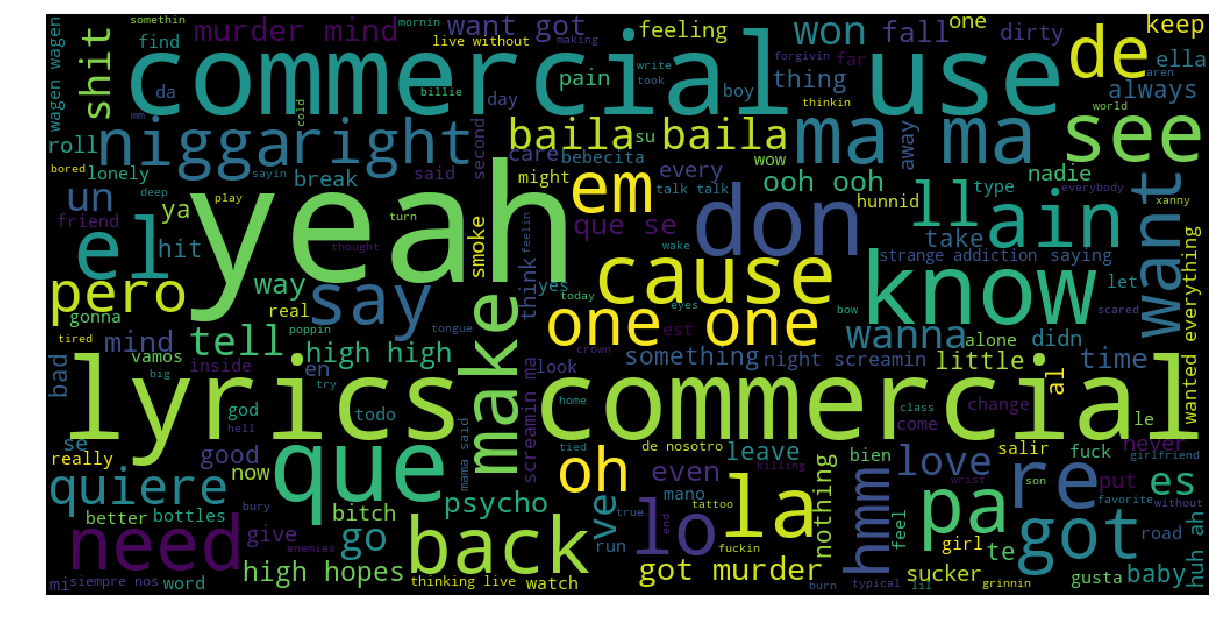 somethin
mornin
one
dirty
keep
murder mind
want got
feeling
won
fall
de
find
live without
making
forgivin
far
ella
wagen wagen
shit
commercial use
pain
write
took
thing
always
aren
da
cold
billie
day
boy
thinkin
world
mm
roll
niggaright
second
baila baila
su
away
ma ma
see
bored
lonely
sayin
break
said
care
bebecita
every
wow
ooh ooh
type
nadie
everybody
deep
might
talk talk
xanny
un
ya
play
yeah
em
don
hunnid
ll
ain
want
friend
turn
feelin
que se
take
el
hit
thought
smoke
wake
strange addiction saying
pero
way
say
think
yes
cause
know
let
real
today
eyes
bow
scared
gonna
tell
poppin
tongue
make
one one
est
wanna
alone
didn
wanted everything
tired
mind
high high
crown
something
night screamin
little
time
bad
vamos
inside
en
look
al
big
try
screamin ma
home
class
change
lyrics
commercial
god
todo
come
le
se
hell
mama said
tied
de nosotro
leave
hmm
love
salir
fuck
never
really
good
que
oh
even
bien
girlfriend
now
killing
re
put
es
quiere
psycho
ve
lo
mano
nothing
la
wrist
son
pa
got
favorite
without
better
bottles
bury
bitch
true
tattoo
feel
need
give
go
back
run
end
girl
te
road
huh ah
enemies
high hopes
fuckin
got murder
sucker
gusta
baby
mi
siempre nos
word
thinking live
watch
burn
typical
lil
grinnin